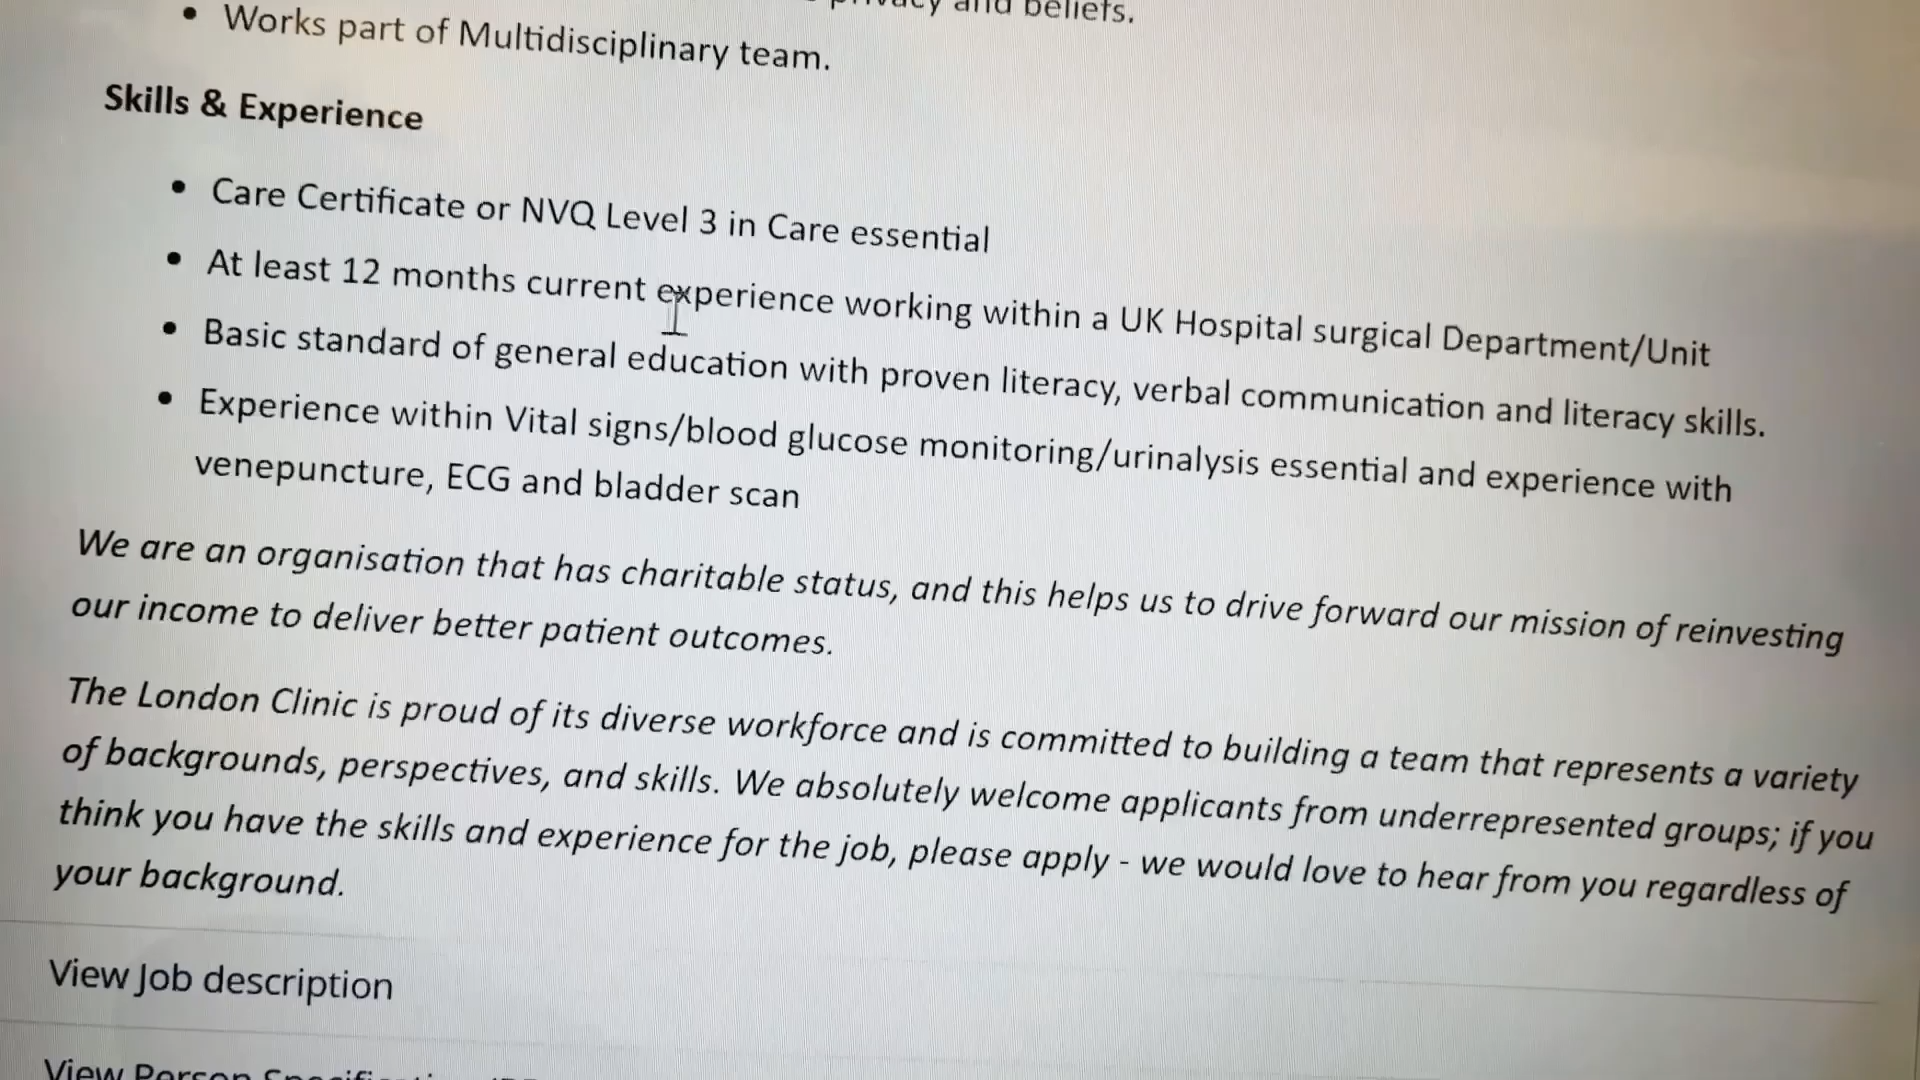 and beliefs.
• Works part of Multidisciplinary team.
Skills & Experience
• Care Certificate or NVQ Level 3 in Care essential
• At least 12 months current experience working within a UK Hospital surgical Department/Unit
• Basic standard of general education with proven literacy, verbal communication and literacy skills.
• Experience within Vital signs/blood glucose monitoring/urinalysis essential and experience with
venepuncture, ECG and bladder scan
We are an organisation that has charitable status, and this helps us to drive forward our mission of reinvesting
our income to deliver better patient outcomes.
The London Clinic is proud of its diverse workforce and is committed to building a team that represents a variety
of backgrounds, perspectives, and skills. We absolutely welcome applicants from underrepresented groups; if you
think you have the skills and experience for the job, please apply - we would love to hear from you regardless of
your background.
View Job description
View Person